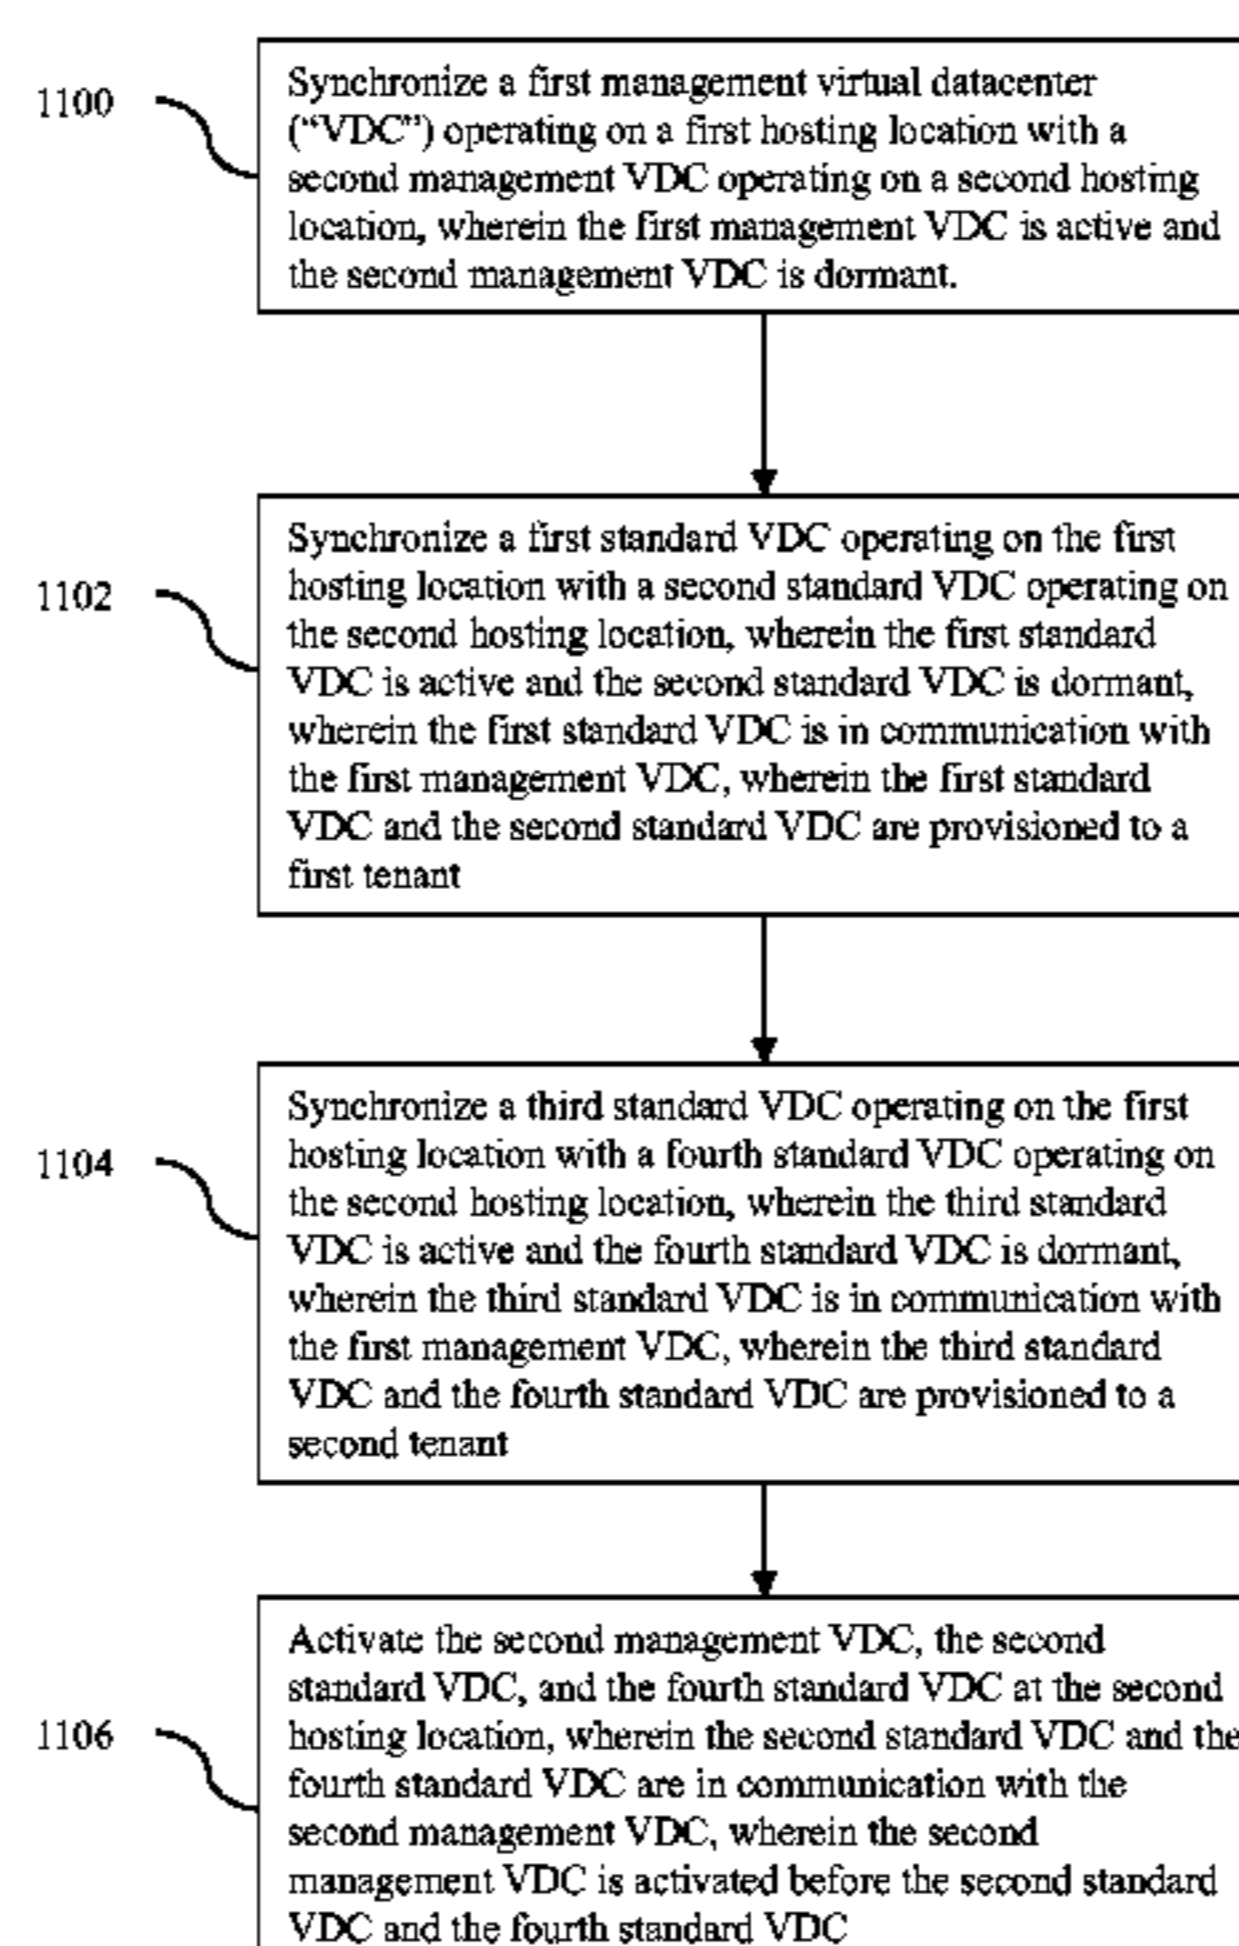 1100
Synchronize a first management virtual datacenter
(“VDC”) operating on a first hosting location with a
second management VDC operating on a second hosting
location, wherein the first management VDC is active and
the second management VDC is dormant.
1102
Synchronize a first standard VDC operating on the first
hosting location with a second standard VDC operating on
the second hosting location, wherein the first standard
VDC is active and the second standard VDC is dormant,
wherein the first standard VDC is in communication with
the first management VDC, wherein the first standard
VDC and the second standard VDC are provisioned to a
first tenant
1104
Synchronize a third standard VDC operating on the first
hosting location with a fourth standard VDC operating on
the second hosting location, wherein the third standard
VDC is active and the fourth standard VDC is dormant,
wherein the third standard VDC is in communication with
the first management VDC, wherein the third standard
VDC and the fourth standard VDC are provisioned to a
second tenant
1106
Activate the second management VDC, the second
standard VDC, and the fourth standard VDC at the second
hosting location, wherein the second standard VDC and the
fourth standard VDC are in communication with the
second management VDC, wherein the second
management VDC is activated before the second standard
VDC and the fourth standard VDC